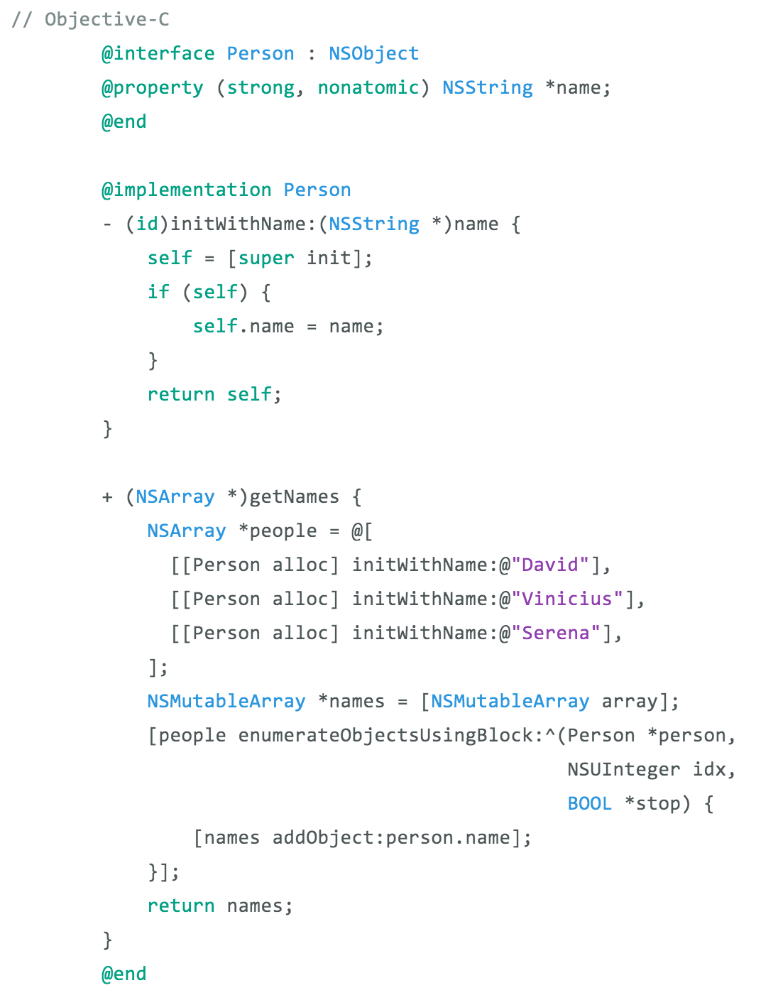 // Objective-C
@interface Person : NSObject
@property (strong, nonatomic) NSString *name;
@end
@implementation Person
- (id)initWithName:(NSString *)name {
self = [super init];
if (self) {
self.name = name;
}
return self;
}
+ (NSArray *)getNames {
NSArray *people = @[
[[Person alloc] initWithName:@"David"],
[[Person alloc] initWithName:@"Vinicius"],
[[Person alloc] initWithName:@"Serena"],
];
NSMutableArray *names = [NSMutableArray array];
[people enumerateObjectsUsingBlock:^(Person *person,
NSUInteger idx,
BOOL *stop) {
[names addObject:person.name];
}];
return names;
}
@end